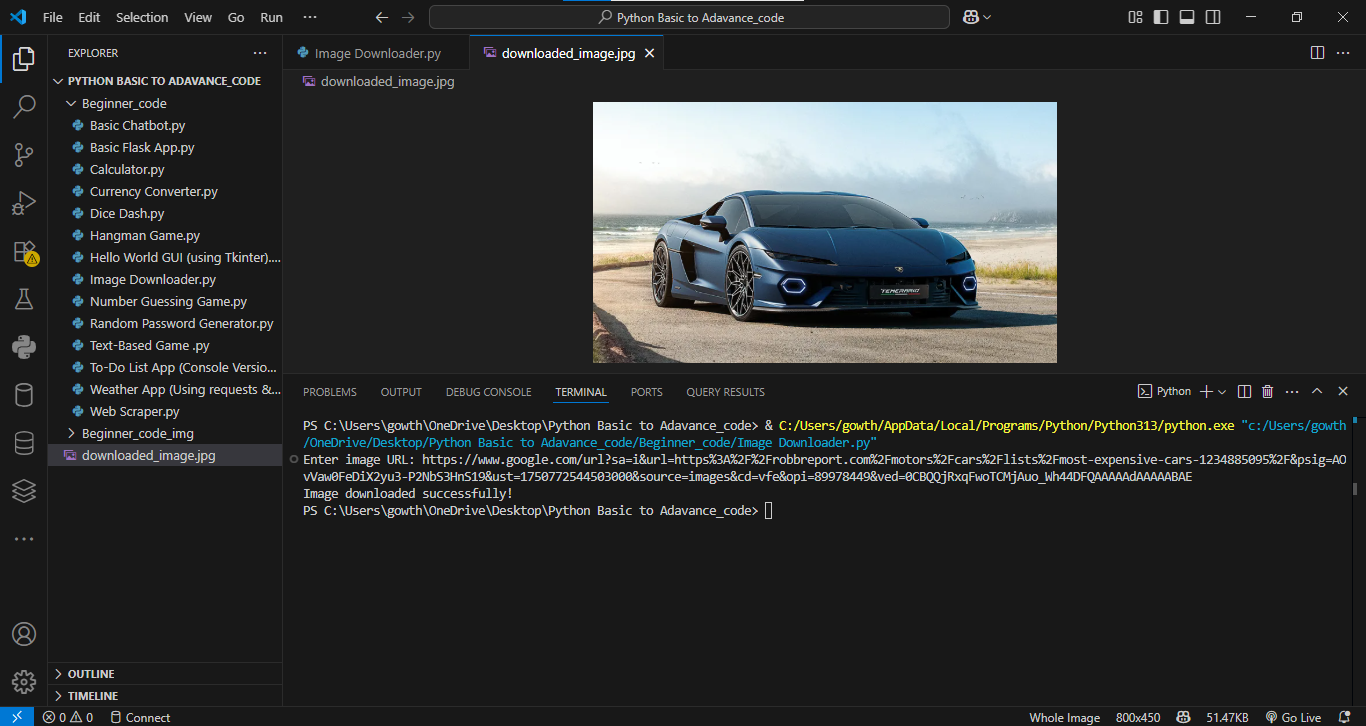 File Edit Selection View Go Run ··· Python Basic to Adavance_code
EXPLORER ···
PYTHON BASIC TO ADAVANCE_CODE
Beginner_code
Basic Chatbot.py
Basic Flask App.py
Calculator.py
Currency Converter.py
Dice Dash.py
Hangman Game.py
Hello World GUI (using Tkinter)....
Image Downloader.py
Number Guessing Game.py
Random Password Generator.py
Text-Based Game .py
To-Do List App (Console Versio...
Weather App (Using requests &...
Web Scraper.py
Beginner_code_img
downloaded_image.jpg
OUTLINE
TIMELINE
Image Downloader.py downloaded_image.jpg
downloaded_image.jpg
TEMERARIO
PROBLEMS OUTPUT DEBUG CONSOLE TERMINAL PORTS QUERY RESULTS Python
PS C:\Users\gowth\OneDrive\Desktop\Python Basic to Adavance_code> & C:/Users/gowth/AppData/Local/Programs/Python/Python313/python.exe "c:/Users/gowth
/OneDrive/Desktop/Python Basic to Adavance_code/Beginner_code/Image Downloader.py"
Enter image URL: https://www.google.com/url?sa=i&url=https%3A%2F%2Frobbreport.com%2Fmotors%2Fcars%2Flists%2Fmost-expensive-cars-1234885095%2F&psig=AO
vVaw0FeDiX2yu3-P2NbS3HnS19&ust=1750772544503000&source=images&cd=vfe&opi=89978449&ved=0CBQQjRxqFwoTCMjAuo_Wh44DFQAAAAAdAAAAABAE
Image downloaded successfully!
PS C:\Users\gowth\OneDrive\Desktop\Python Basic to Adavance_code>
0 0 Connect Whole Image 800x450 51.47KB Go Live